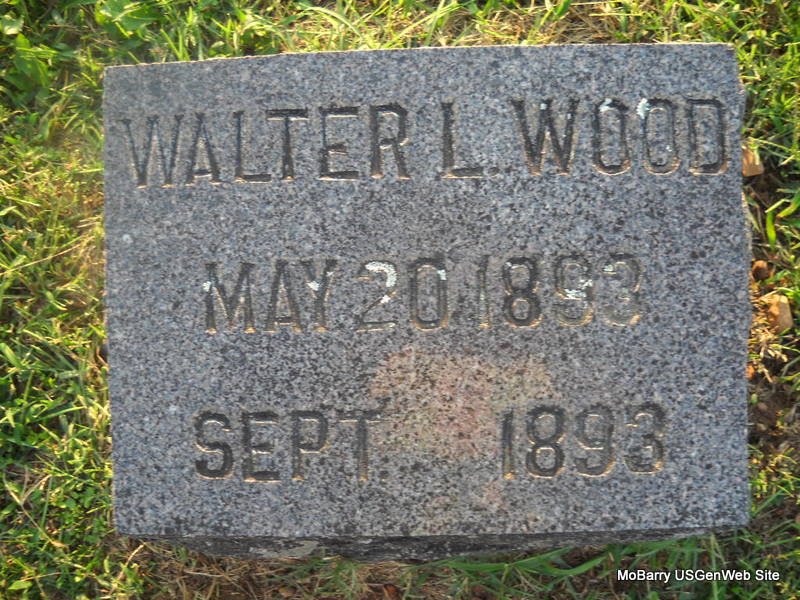 WALTER L. WOOD
MAY 20 1893
SEPT. 1893
MoBarry USGenWeb Site